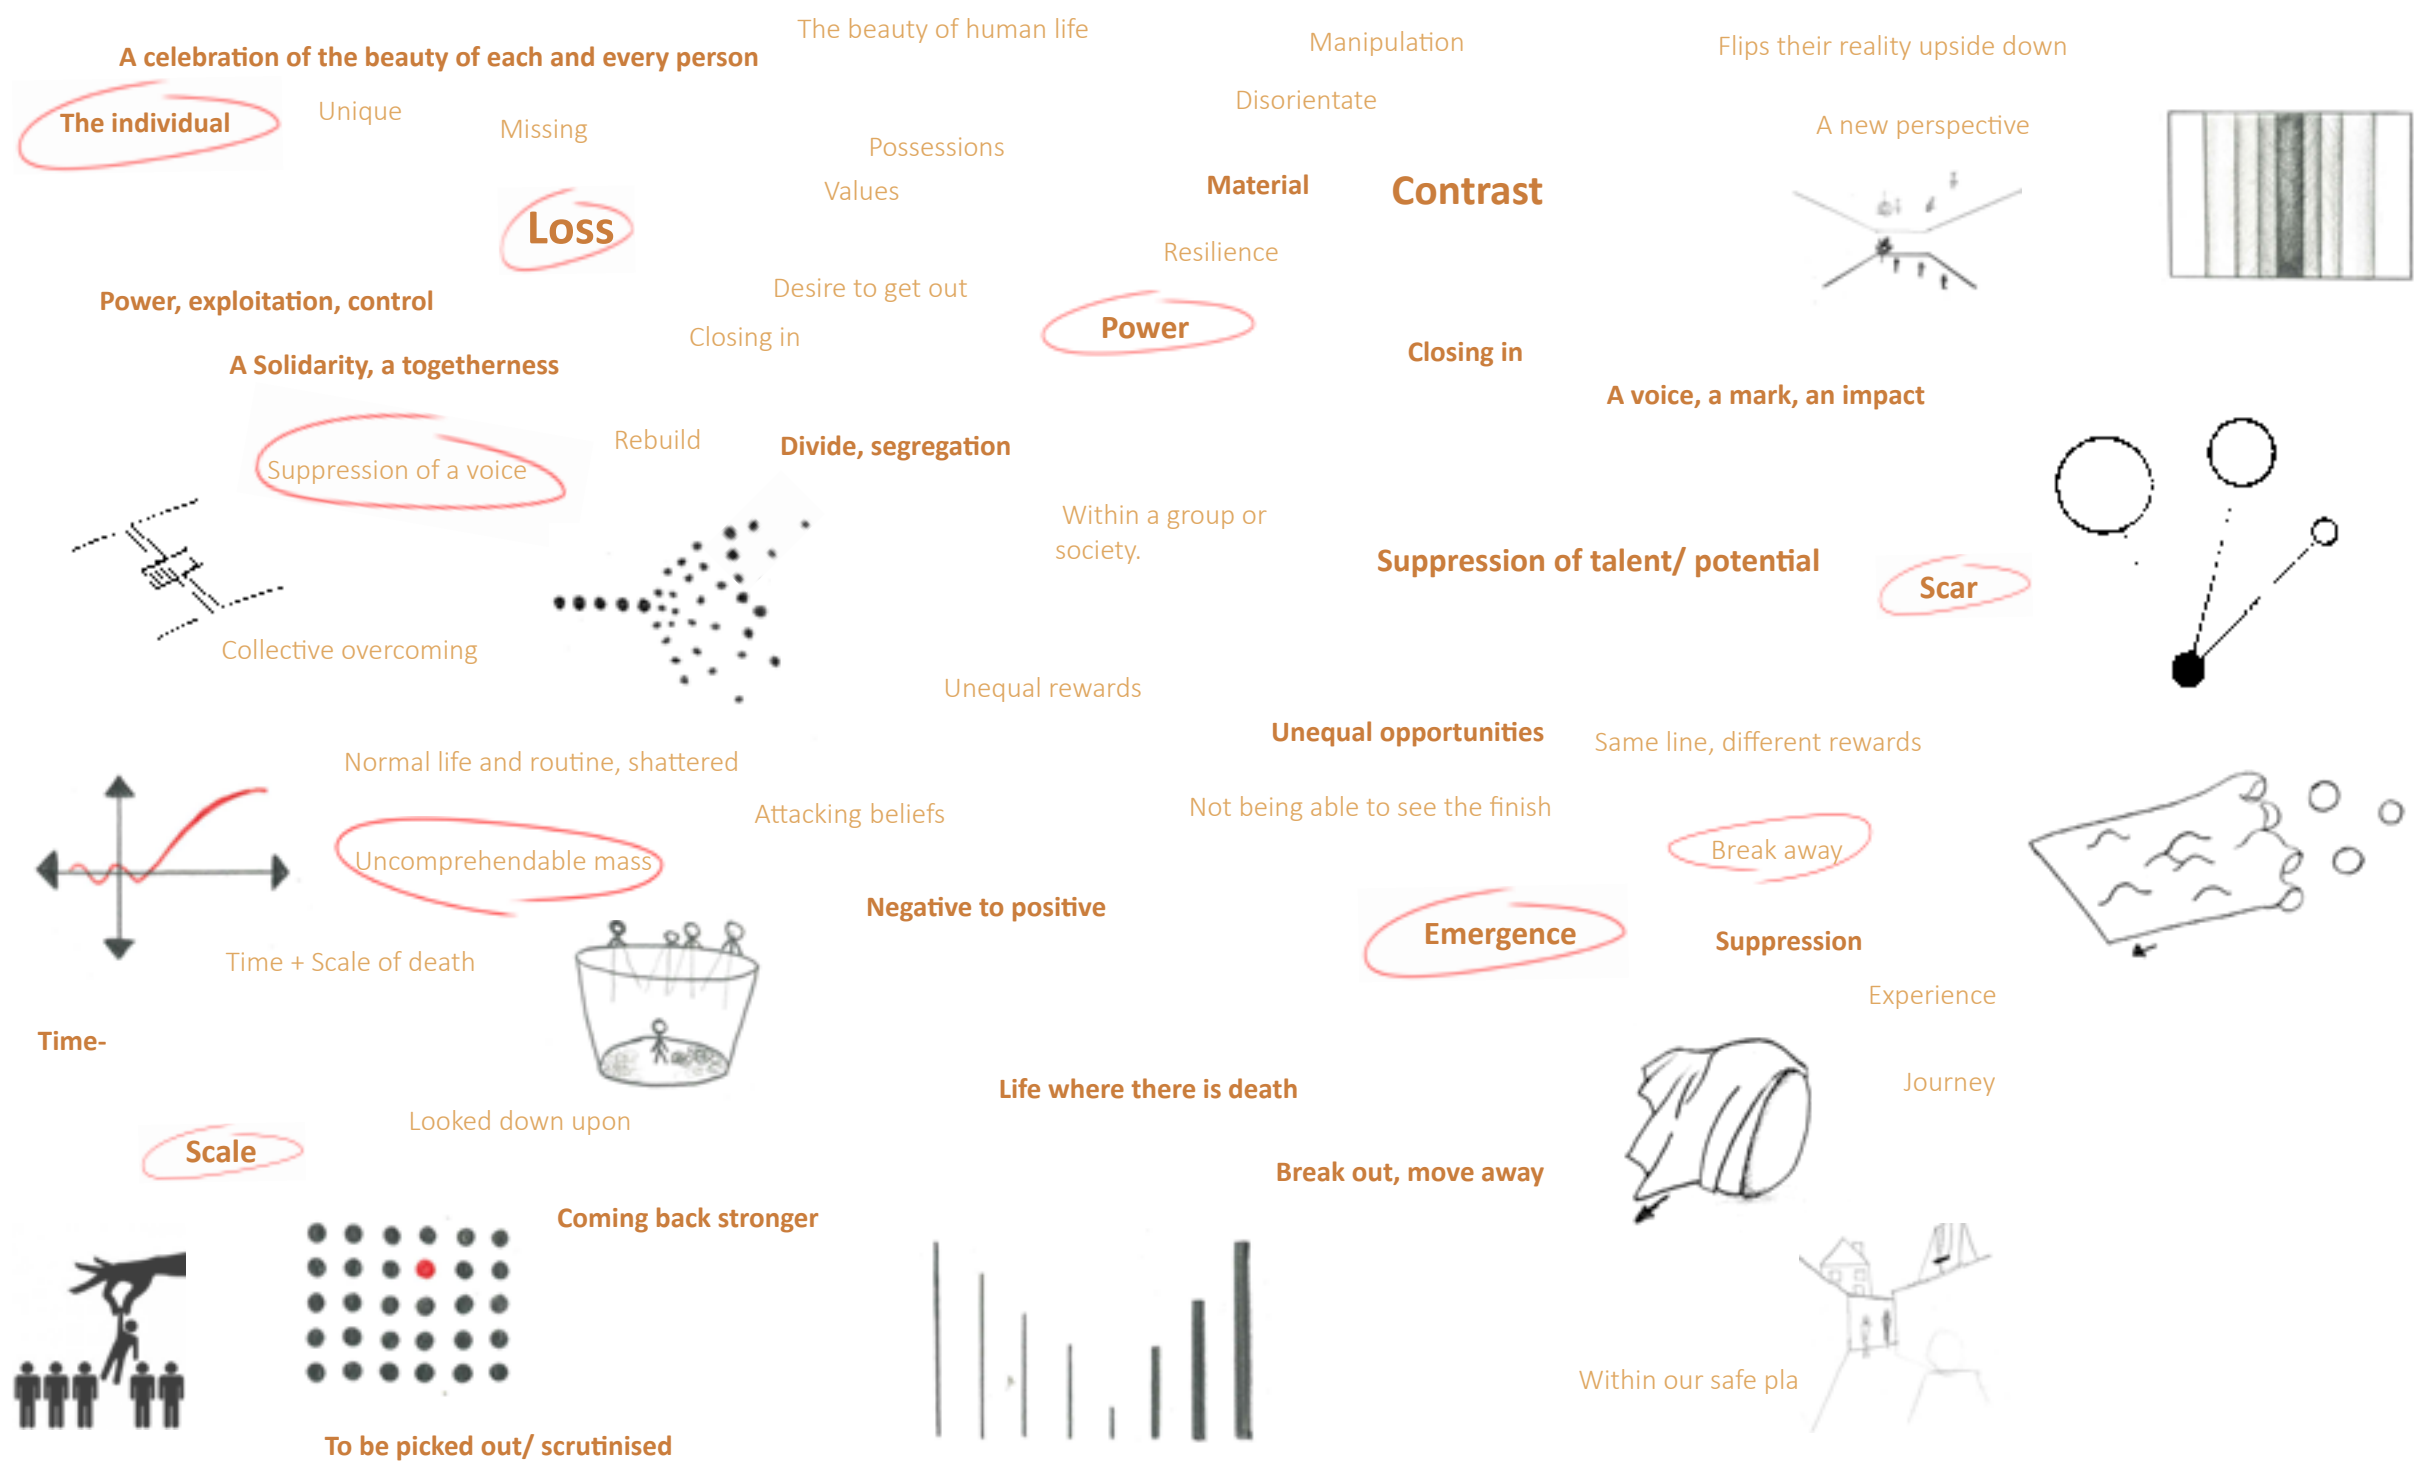 The beauty of human life
Manipulation
Flips their reality upside down
A celebration of the beauty of each and every person
Disorientate
Unique
The individual
Missing
A new perspective
Possessions
Values
Material
Contrast
Loss
Resilience
Desire to get out
Power, exploitation, control
Power
Closing in
Closing in
A Solidarity, a togetherness
A voice, a mark, an impact
Rebuild
Divide, segregation
Suppression of a voice
Within a group or
society.
Suppression of talent/ potential
Scar
Collective overcoming
Unequal rewards
Unequal opportunities
Same line, different rewards
Normal life and routine, shattered
Attacking beliefs
Not being able to see the finish
Break away
Uncomprehendable mass
Negative to positive
Emergence
Suppression
Time + Scale of death
Experience
Time-
Life where there is death
Journey
Looked down upon
Scale
Break out, move away
Coming back stronger
Within our safe pla
To be picked out/ scrutinised